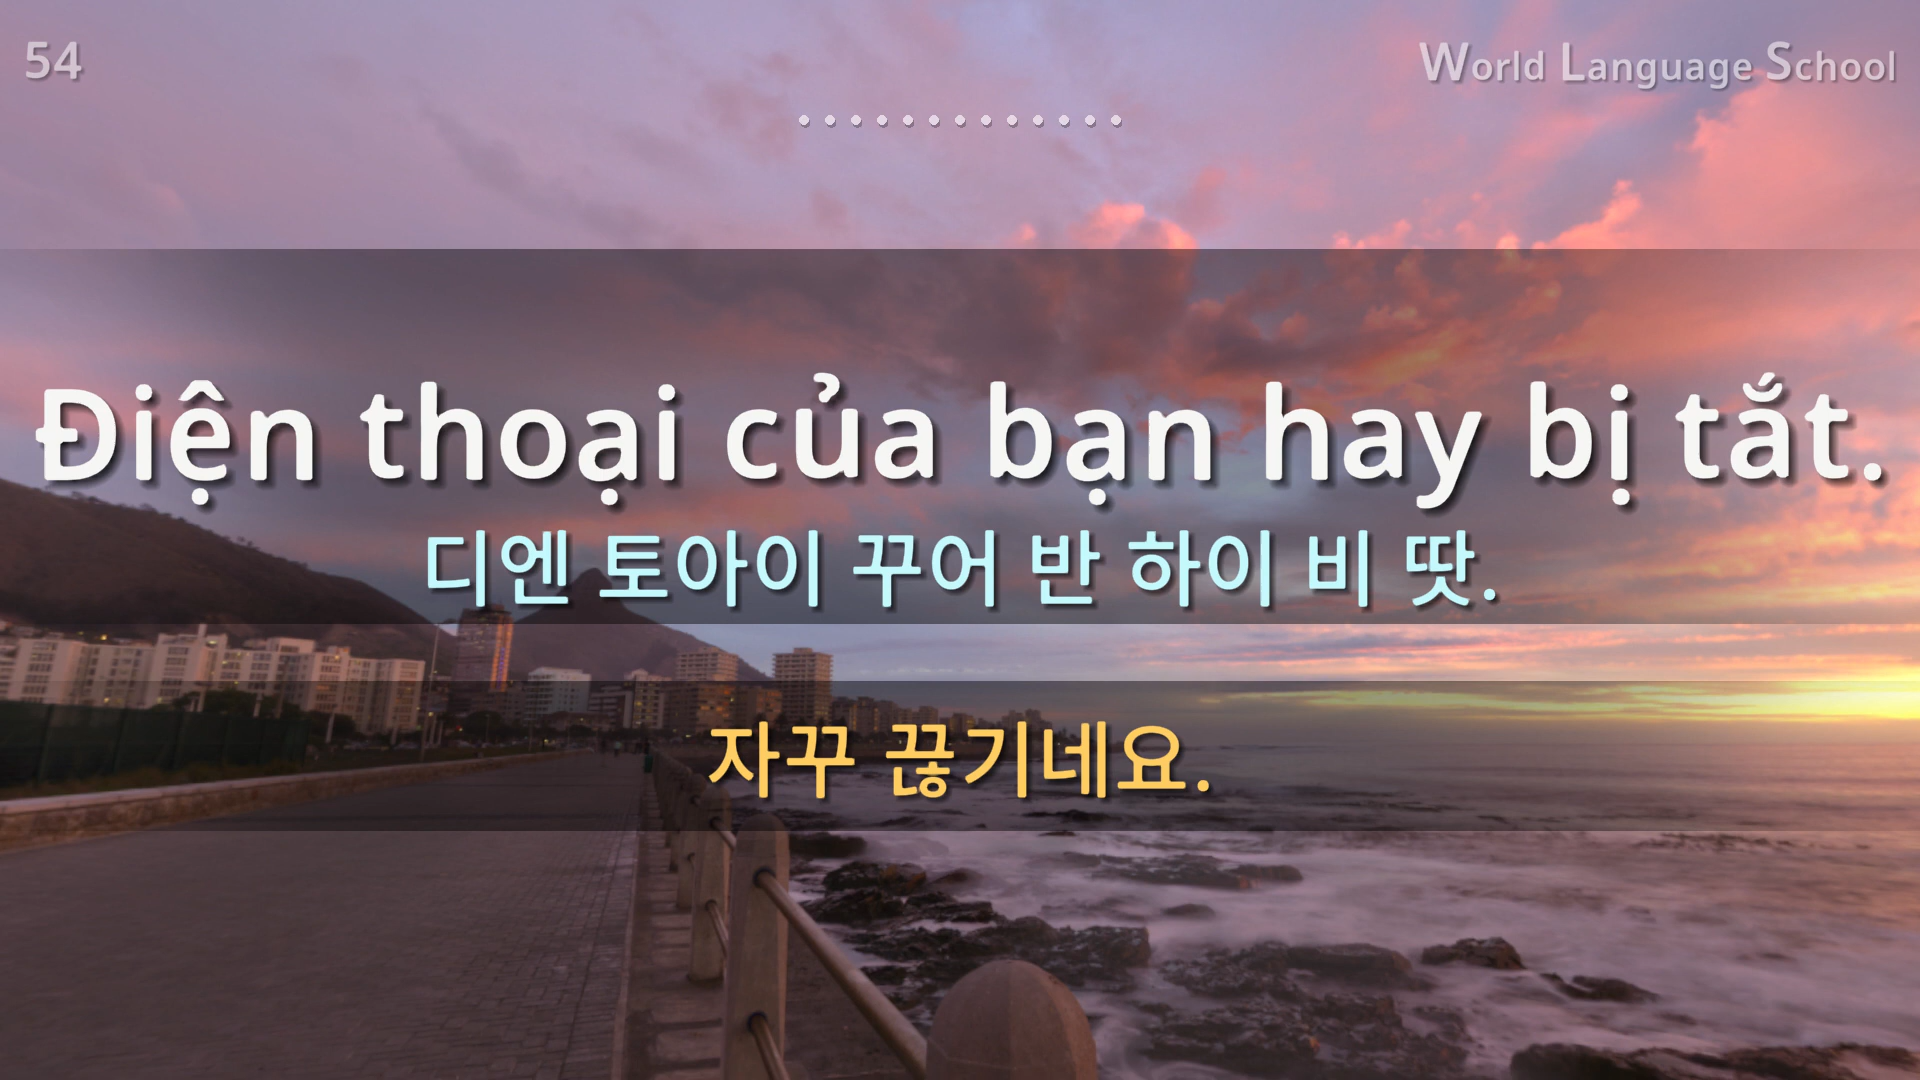 54
World Language School
Điện thoại của bạn hay bị tắt.
디엔 토아이 꾸어 반 하이 비 땃.
자꾸 끊기네요.